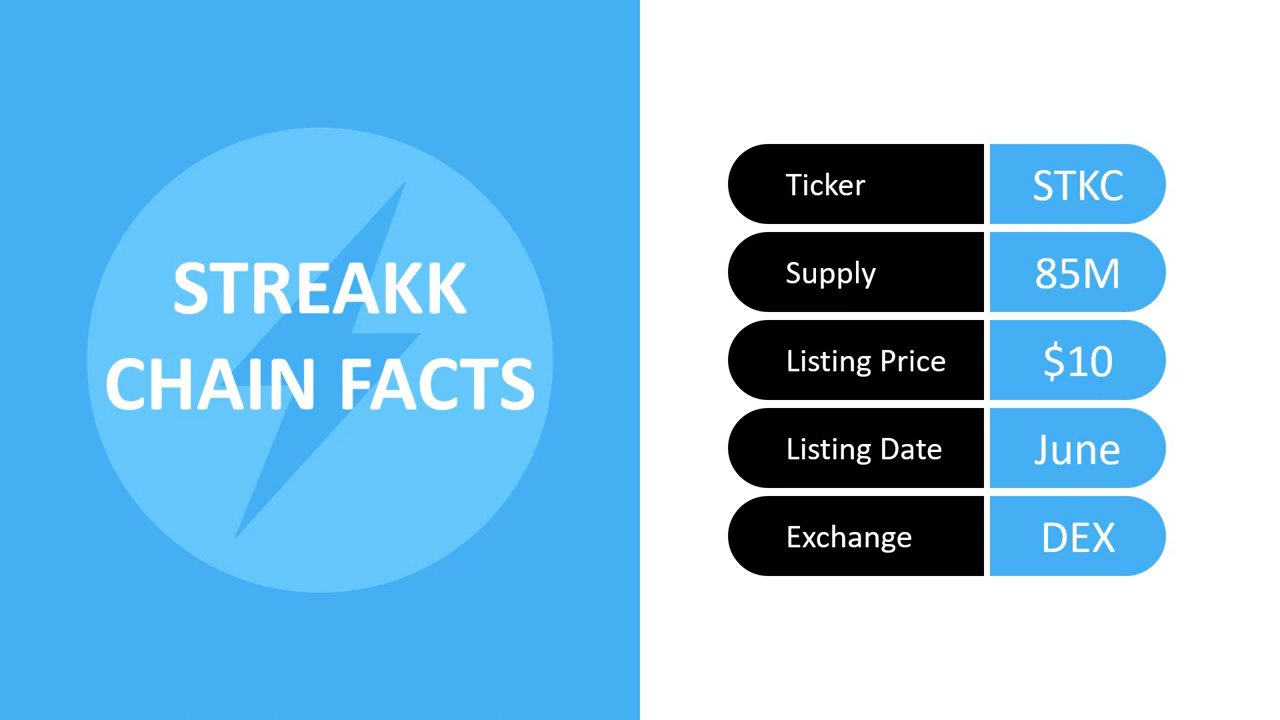 STREAKK
CHAIN FACTS
Ticker STKC
Supply 85M
Listing Price $10
Listing Date June
Exchange DEX